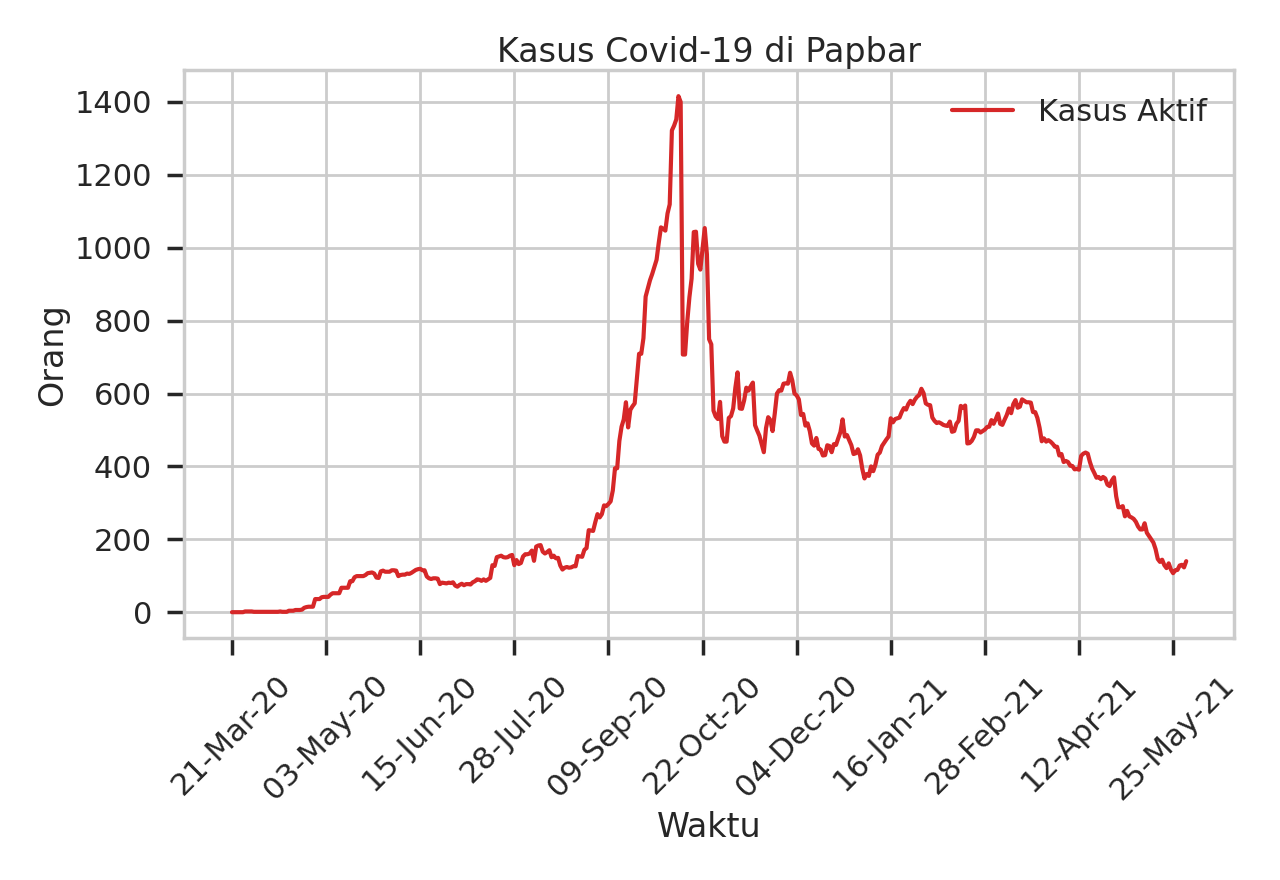 Kasus Covid-19 di Papbar
Kasus Aktif
Orang
1400
1200
1000
800
600
400
200
0
21-Mar-20
03-May-20
15-Jun-20
28-Jul-20
09-Sep-20
22-Oct-20
04-Dec-20
16-Jan-21
28-Feb-21
12-Apr-21
25-May-21
Waktu